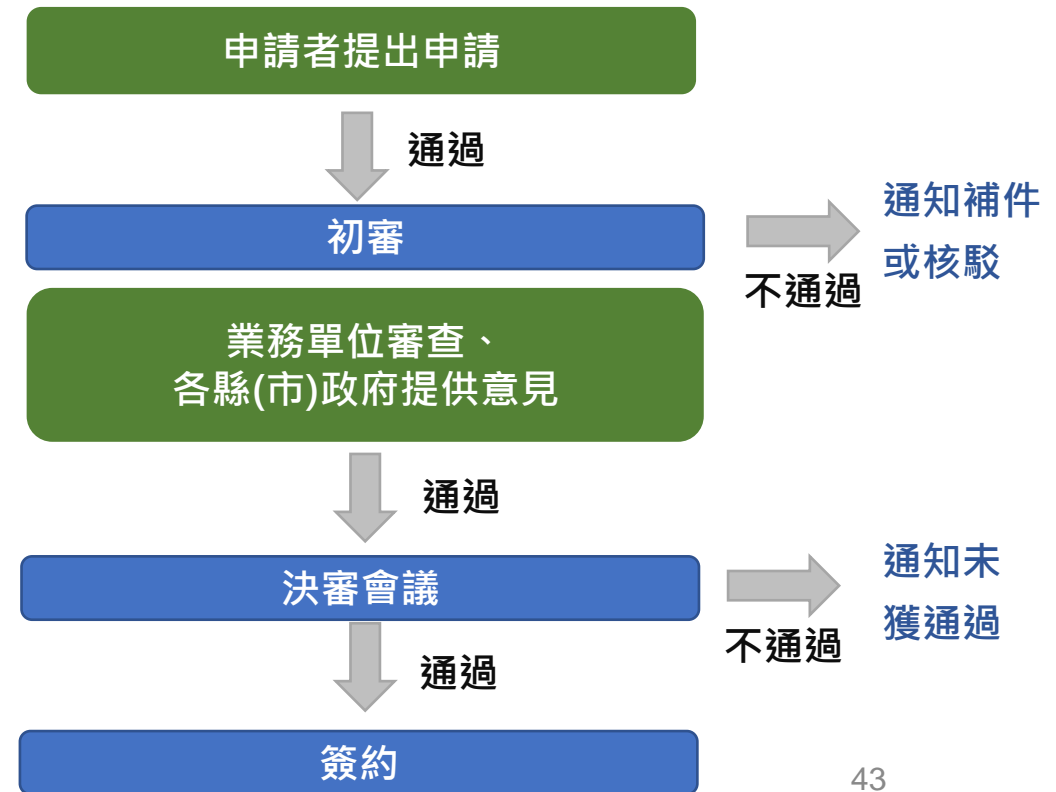 申請者提出申請
通過
初審
通知補件
或核駁
不通過
業務單位審查、
各縣(市)政府提供意見
通過
決審會議
通知未
獲通過
不通過
通過
簽約
43